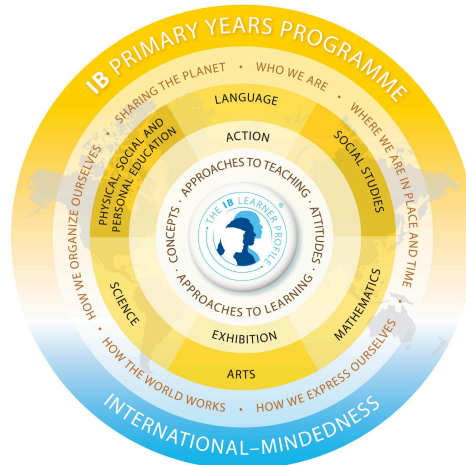 IB PRIMARY YEARS PROGRAMME
SHARING THE PLANET • WHO WE ARE • WHERE WE ARE IN PLACE AND TIME •
HOW WE EXPRESS OURSELVES • HOW THE WORLD WORKS • HOW WE ORGANIZE OURSELVES •
LANGUAGE
SOCIAL STUDIES
MATHEMATICS
ARTS
SCIENCE
PHYSICAL, SOCIAL AND
PERSONAL EDUCATION
ACTION
EXHIBITION
APPROACHES TO TEACHING · ATTITUDES ·
APPROACHES TO LEARNING · CONCEPTS ·
THE IB LEARNER PROFILE
®
INTERNATIONAL–MINDEDNESS